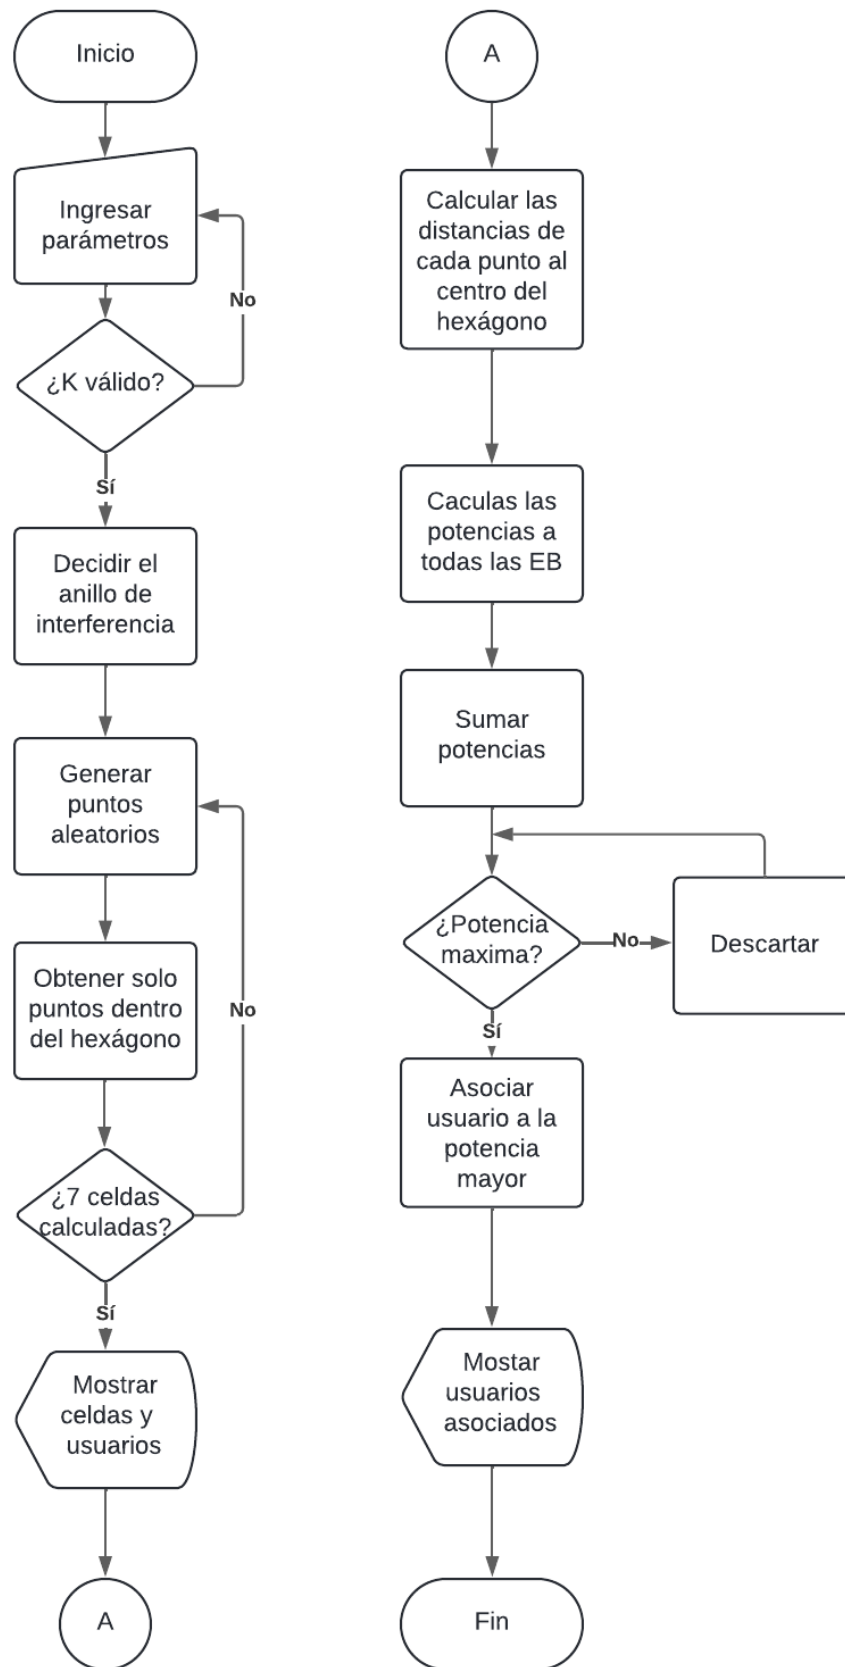 Inicio
Ingresar
parámetros
No
¿K válido?
Sí
Decidir el
anillo de
interferencia
Generar
puntos
aleatorios
Obtener solo
puntos dentro
del hexágono
No
¿7 celdas
calculadas?
Sí
Mostrar
celdas y
usuarios
A
A
Calcular las
distancias de
cada punto al
centro del
hexágono
Caculas las
potencias a
todas las EB
Sumar
potencias
¿Potencia
maxima?
No
Descartar
Sí
Asociar
usuario a la
potencia
mayor
Mostar
usuarios
asociados
Fin